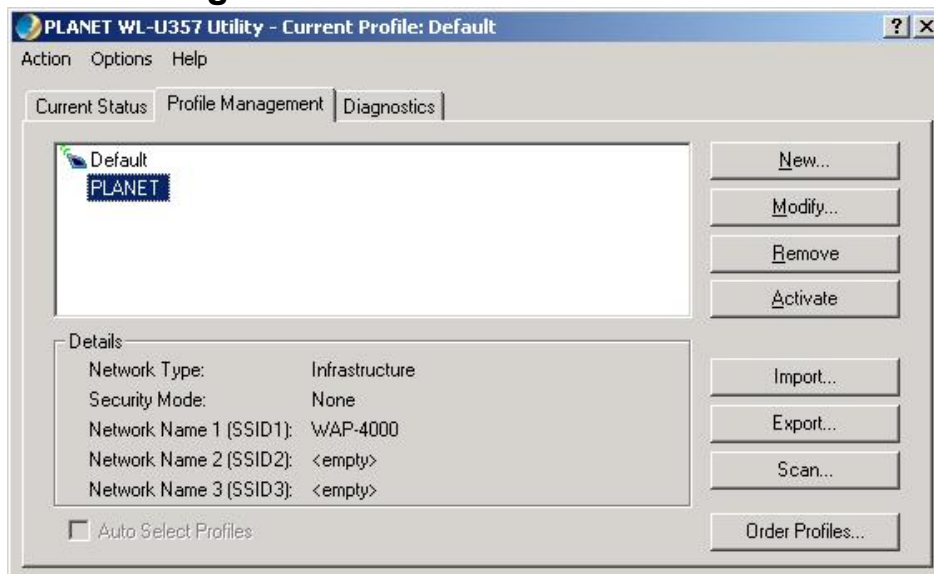 PLANET WL-U357 Utility - Current Profile: Default
Action Options Help
Current Status Profile Management Diagnostics
Default
PLANET
New...
Modify...
Remove
Activate
Details
Network Type: Infrastructure
Security Mode: None
Network Name 1 (SSID1): WAP-4000
Network Name 2 (SSID2): <empty>
Network Name 3 (SSID3): <empty>
Import...
Export...
Scan...
Auto Select Profiles
Order Profiles...